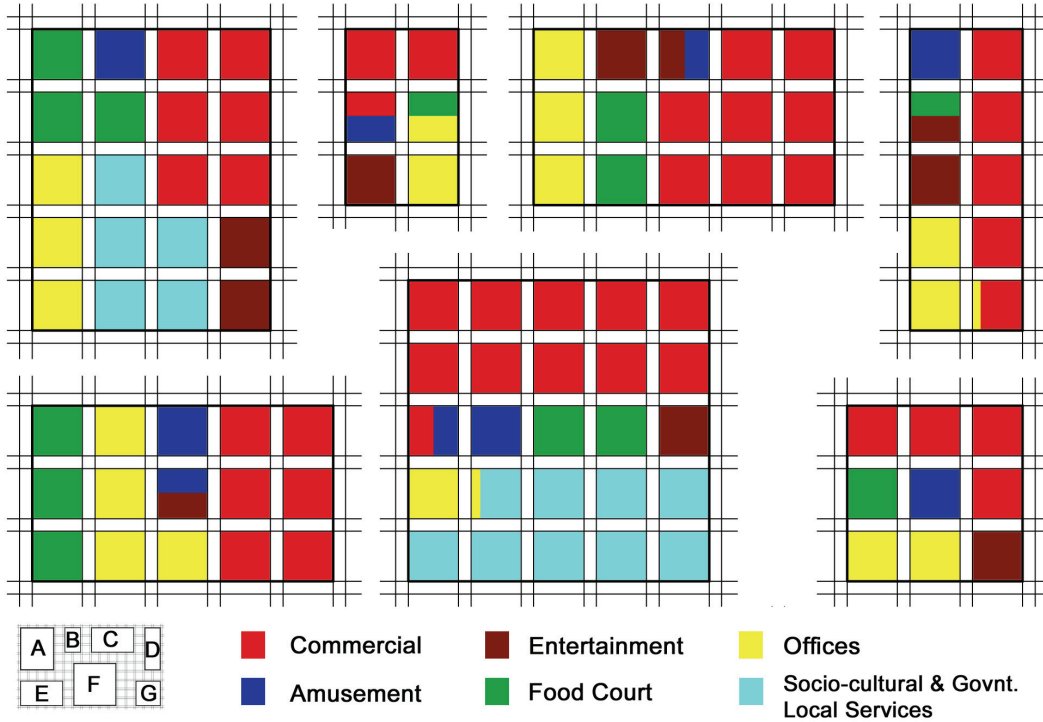 A
B
C
D
E
F
G
Commercial
Entertainment
Offices
Amusement
Food Court
Socio-cultural & Govnt.
Local Services